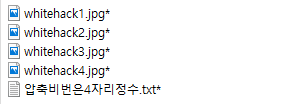 whitehack1.jpg*
whitehack2.jpg*
whitehack3.jpg*
whitehack4.jpg*
압축비번은4자리정수.txt*